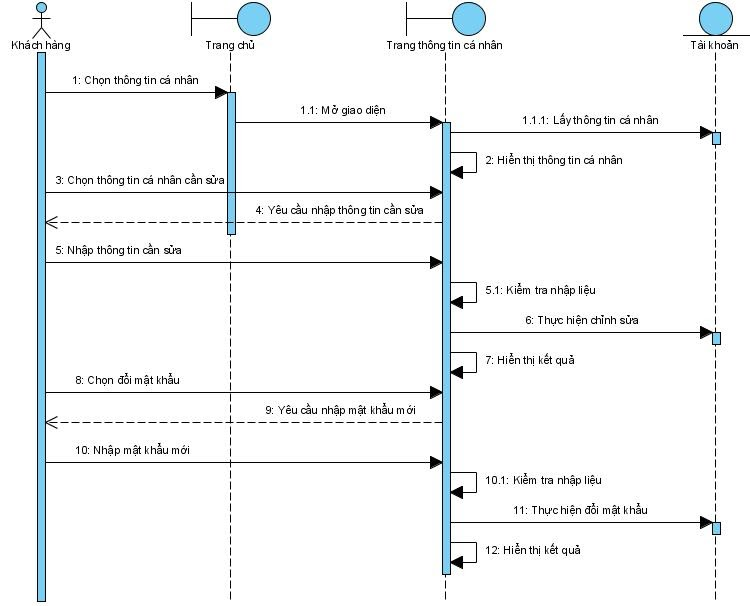 Khách hàng
Trang chủ
Trang thông tin cá nhân
Tài khoản
1: Chọn thông tin cá nhân
1.1: Mở giao diện
1.1.1: Lấy thông tin cá nhân
2: Hiển thị thông tin cá nhân
3: Chọn thông tin cá nhân cần sửa
4: Yêu cầu nhập thông tin cần sửa
5: Nhập thông tin cần sửa
5.1: Kiểm tra nhập liệu
6: Thực hiện chỉnh sửa
7: Hiển thị kết quả
8: Chọn đổi mật khẩu
9: Yêu cầu nhập mật khẩu mới
10: Nhập mật khẩu mới
10.1: Kiểm tra nhập liệu
11: Thực hiện đổi mật khẩu
12: Hiển thị kết quả